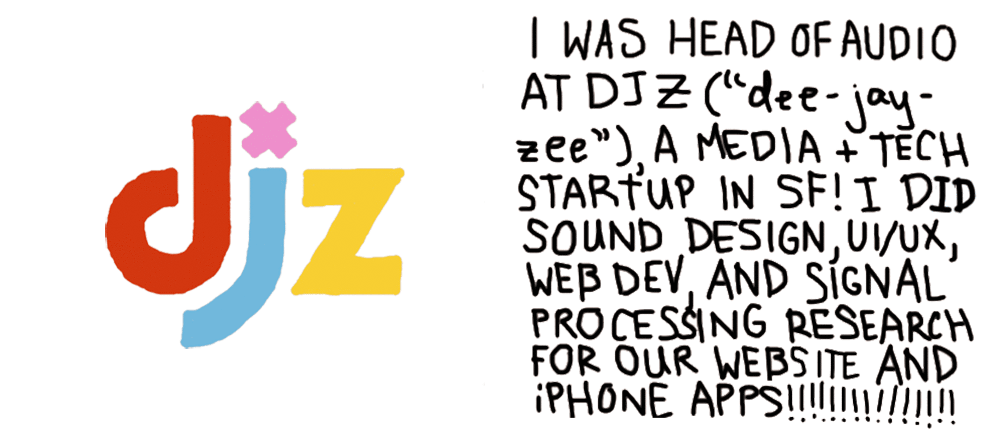 djz
I WAS HEAD OF AUDIO
AT DJZ ("dee-jay-
zee"), A MEDIA + TECH
STARTUP IN SF! I DID
SOUND DESIGN, UI/UX,
WEB DEV, AND SIGNAL
PROCESSING RESEARCH
FOR OUR WEBSITE AND
iPHONE APPS!!!!!!!!!!!!!!!